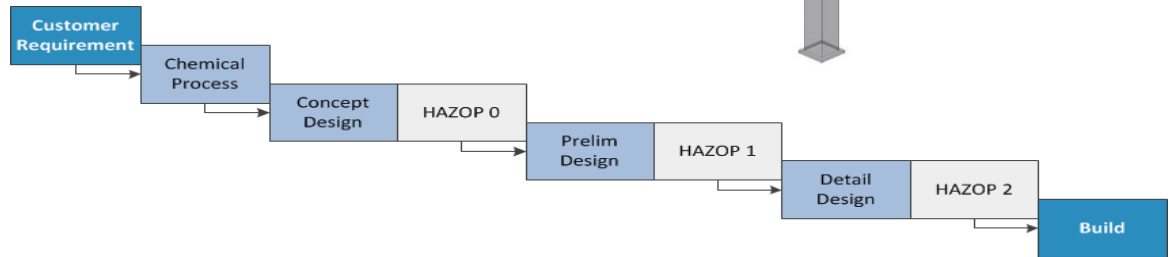 Customer
Requirement
Chemical
Process
Concept
Design
HAZOP 0
Prelim
Design
HAZOP 1
Detail
Design
HAZOP 2
Build